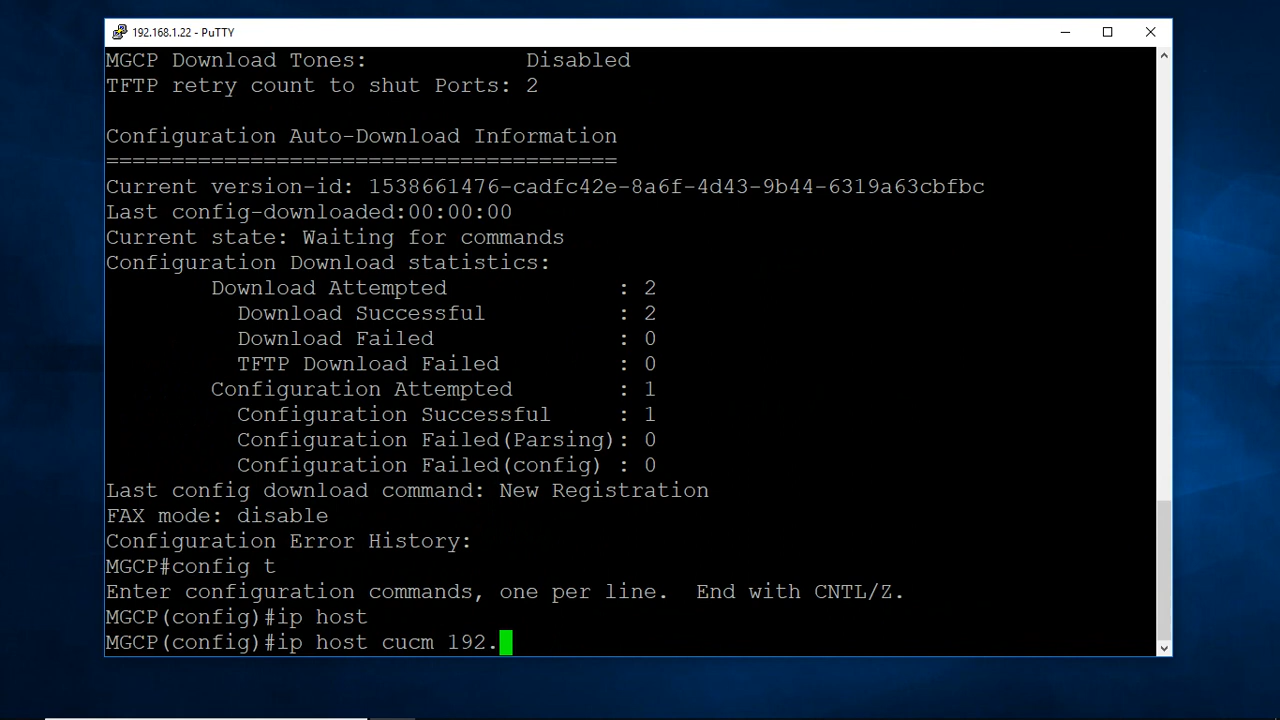 192.168.1.22 - PuTTY
MGCP Download Tones: Disabled
TFTP retry count to shut Ports: 2
Configuration Auto-Download Information
=======================================
Current version-id: 1538661476-cadfc42e-8a6f-4d43-9b44-6319a63cbfbc
Last config-downloaded:00:00:00
Current state: Waiting for commands
Configuration Download statistics:
Download Attempted : 2
Download Successful : 2
Download Failed : 0
TFTP Download Failed : 0
Configuration Attempted : 1
Configuration Successful : 1
Configuration Failed(Parsing): 0
Configuration Failed(config) : 0
Last config download command: New Registration
FAX mode: disable
Configuration Error History:
MGCP#config t
Enter configuration commands, one per line. End with CNTL/Z.
MGCP(config)#ip host
MGCP(config)#ip host cucm 192.